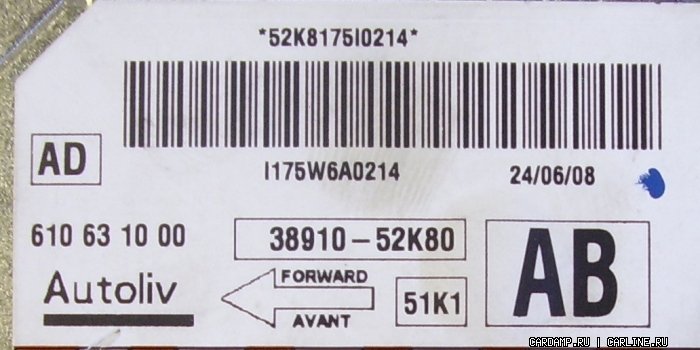 *52K8175I0214*
AD
I175W6A0214 24/06/08
610 63 10 00
38910-52K80
AB
Autoliv
FORWARD
AVANT
51K1
CARDAMP.RU | CARLINE.RU